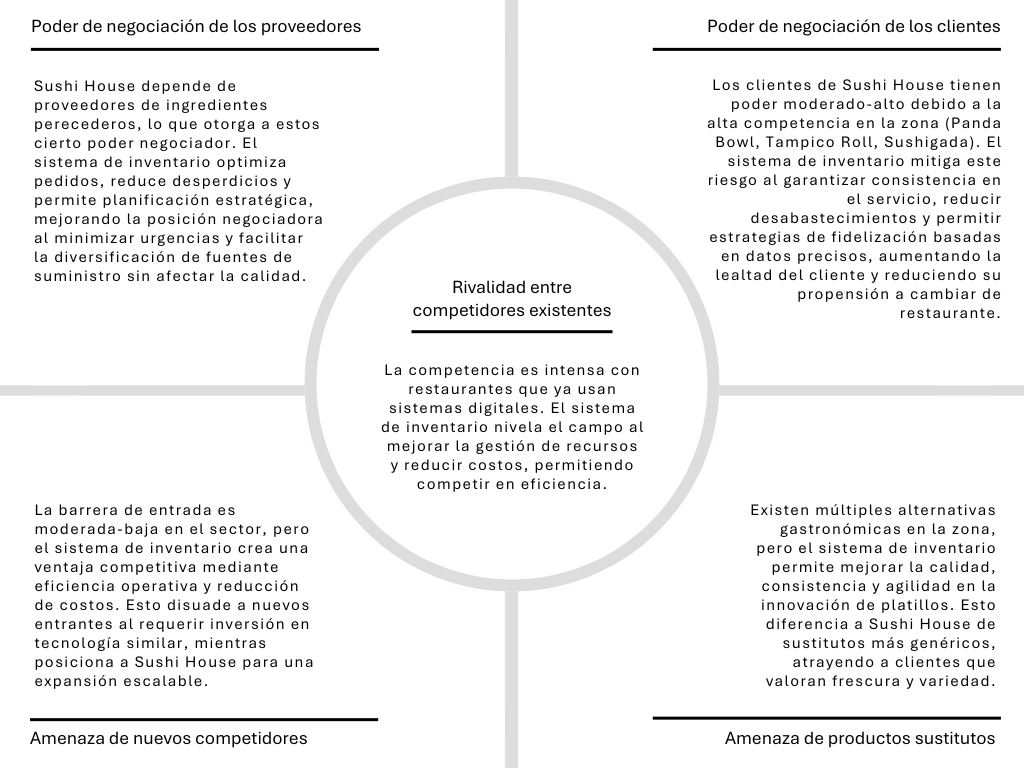 Poder de negociación de los proveedores
Sushi House depende de
proveedores de ingredientes
perecederos, lo que otorga a estos
cierto poder negociador. El
sistema de inventario optimiza
pedidos, reduce desperdicios y
permite planificación estratégica,
mejorando la posición negociadora
al minimizar urgencias y facilitar
la diversificación de fuentes de
suministro sin afectar la calidad.
Poder de negociación de los clientes
Los clientes de Sushi House tienen
poder moderado-alto debido a la
alta competencia en la zona (Panda
Bowl, Tampico Roll, Sushigada). El
sistema de inventario mitiga este
riesgo al garantizar consistencia en
el servicio, reducir
desabastecimientos y permitir
estrategias de fidelización basadas
en datos precisos, aumentando la
lealtad del cliente y reduciendo su
propensión a cambiar de
restaurante.
Rivalidad entre
competidores existentes
La competencia es intensa con
restaurantes que ya usan
sistemas digitales. El sistema
de inventario nivela el campo al
mejorar la gestión de recursos
y reducir costos, permitiendo
competir en eficiencia.
La barrera de entrada es
moderada-baja en el sector, pero
el sistema de inventario crea una
ventaja competitiva mediante
eficiencia operativa y reducción
de costos. Esto disuade a nuevos
entrantes al requerir inversión en
tecnología similar, mientras
posiciona a Sushi House para una
expansión escalable.
Amenaza de nuevos competidores
Existen múltiples alternativas
gastronómicas en la zona,
pero el sistema de inventario
permite mejorar la calidad,
consistencia y agilidad en la
innovación de platillos. Esto
diferencia a Sushi House de
sustitutos más genéricos,
atrayendo a clientes que
valoran frescura y variedad.
Amenaza de productos sustitutos